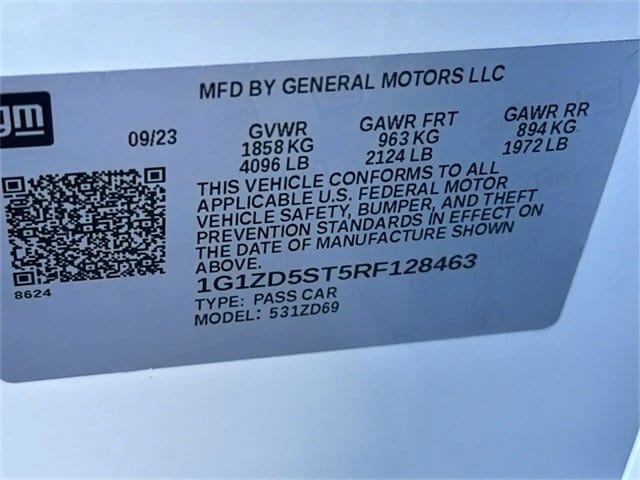 MFD BY GENERAL MOTORS LLC
gm
09/23
GVWR
1858 KG
4096 LB
GAWR FRT
963 KG
2124 LB
GAWR RR
894 KG
1972 LB
THIS VEHICLE CONFORMS TO ALL
APPLICABLE U.S. FEDERAL MOTOR
VEHICLE SAFETY, BUMPER, AND THEFT
PREVENTION STANDARDS IN EFFECT ON
THE DATE OF MANUFACTURE SHOWN
ABOVE.
1G1ZD5ST5RF128463
TYPE: PASS CAR
MODEL: 531ZD69
8624